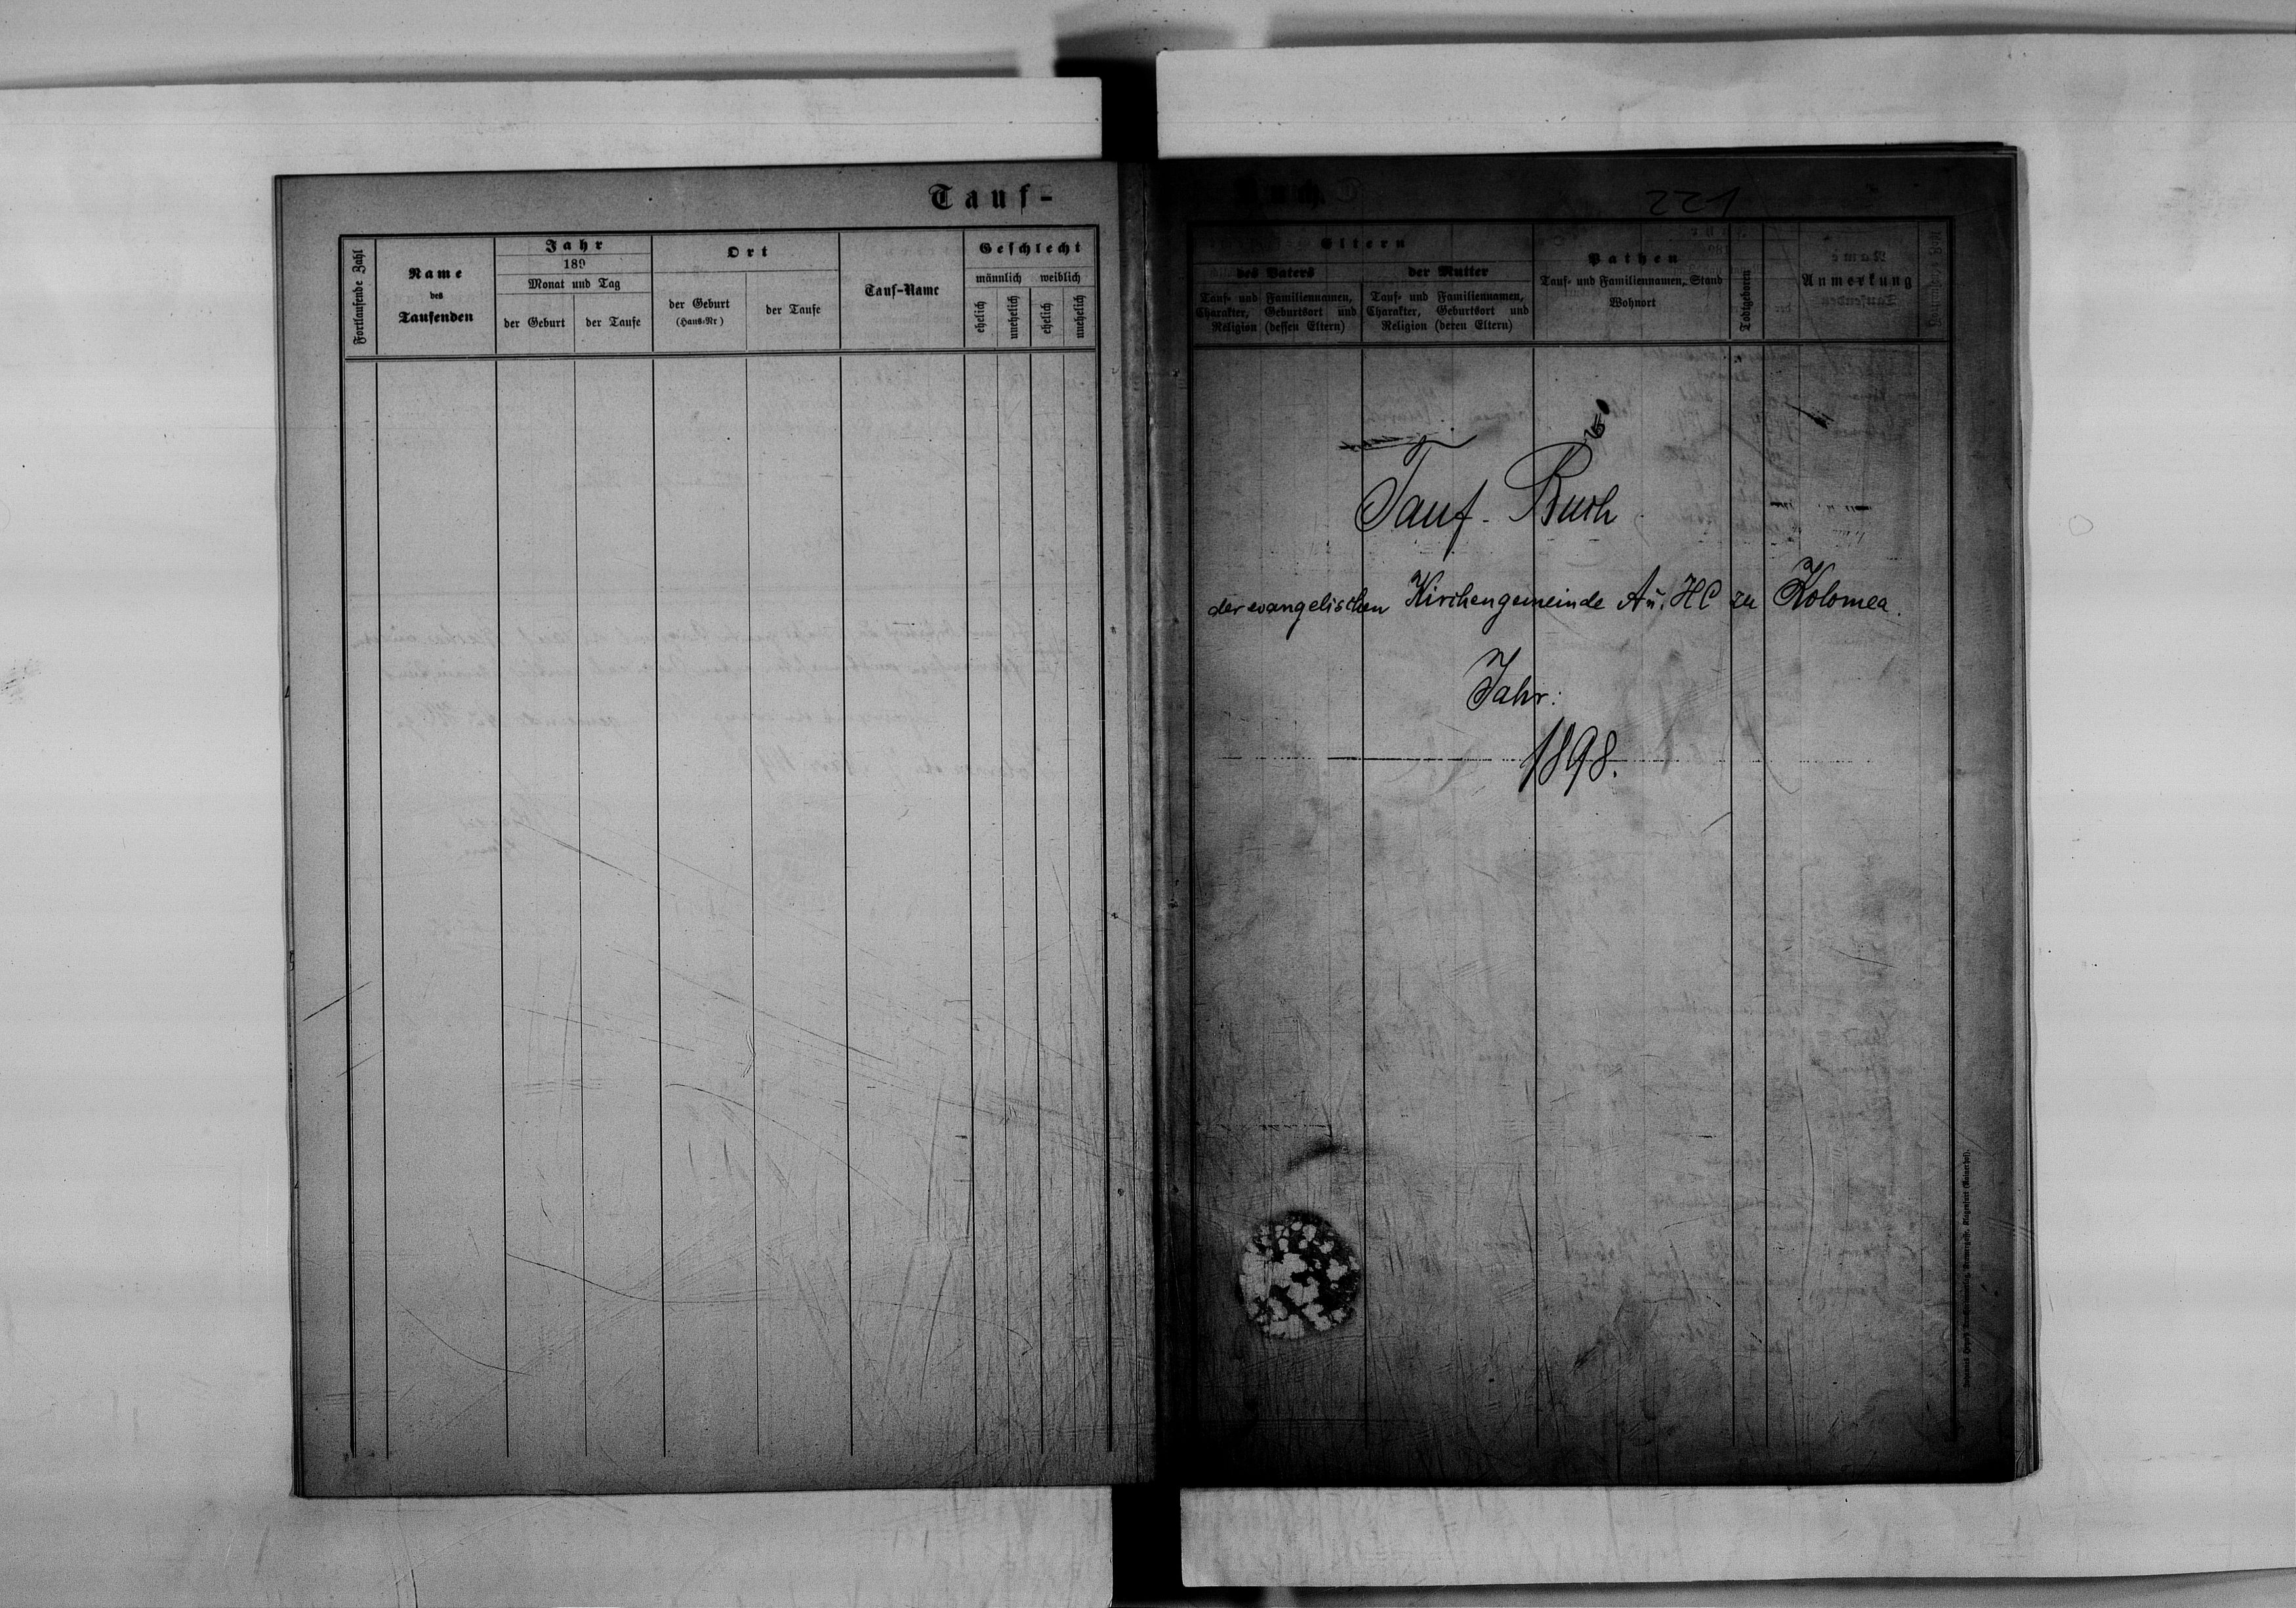 Tauf-
Fortlaufende Zahl
Name
des
Taufenden
Jahr
189
Monat und Tag
der Geburt
der Taufe
Ort
der Geburt
(Haus-Nr)
der Taufe
Tauf-Name
Geschlecht
männlich weiblich
ehelich
unehelich
ehelich
unehelich
221
Eltern
des Vaters
Tauf- und Familiennamen,
Charakter, Geburtsort und
Religion (dessen Eltern)
der Mutter
Tauf- und Familiennamen,
Charakter, Geburtsort und
Religion (deren Eltern)
Pathen
Tauf- und Familiennamen, Stand
Wohnort
Todtgeboren
Anmerkung
Tauf-Buch
der evangelischen Kirchengemeinde A u. HC zu Kolomea.
Jahr:
1898.